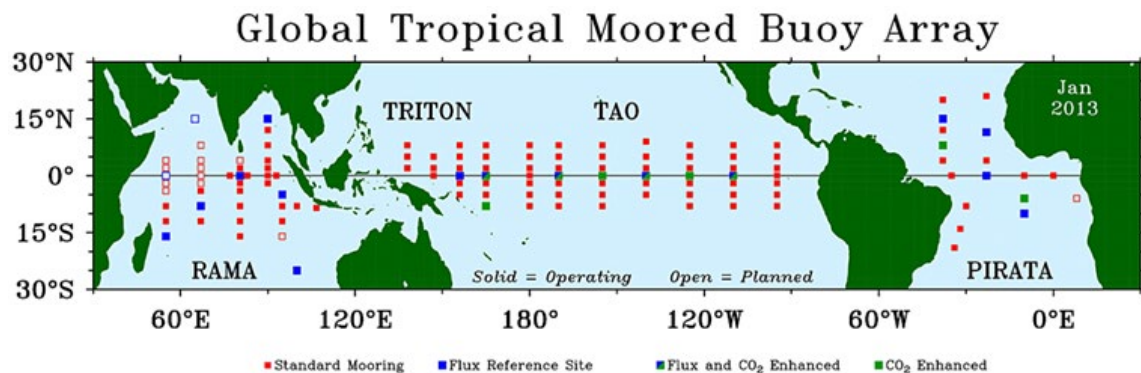 Global Tropical Moored Buoy Array
30°N
15°N
0°
15°S
30°S
TRITON
TAO
Jan
2013
RAMA
Solid = Operating
Open = Planned
PIRATA
60°E
120°E
180°
120°W
60°W
0°E
Standard Mooring
Flux Reference Site
Flux and CO₂ Enhanced
CO₂ Enhanced